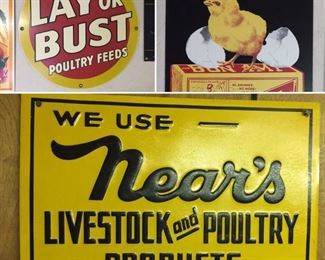 LAY OR
BUST
POULTRY FEEDS
WE USE
Near's
LIVESTOCK and POULTRY
PRODUCTS